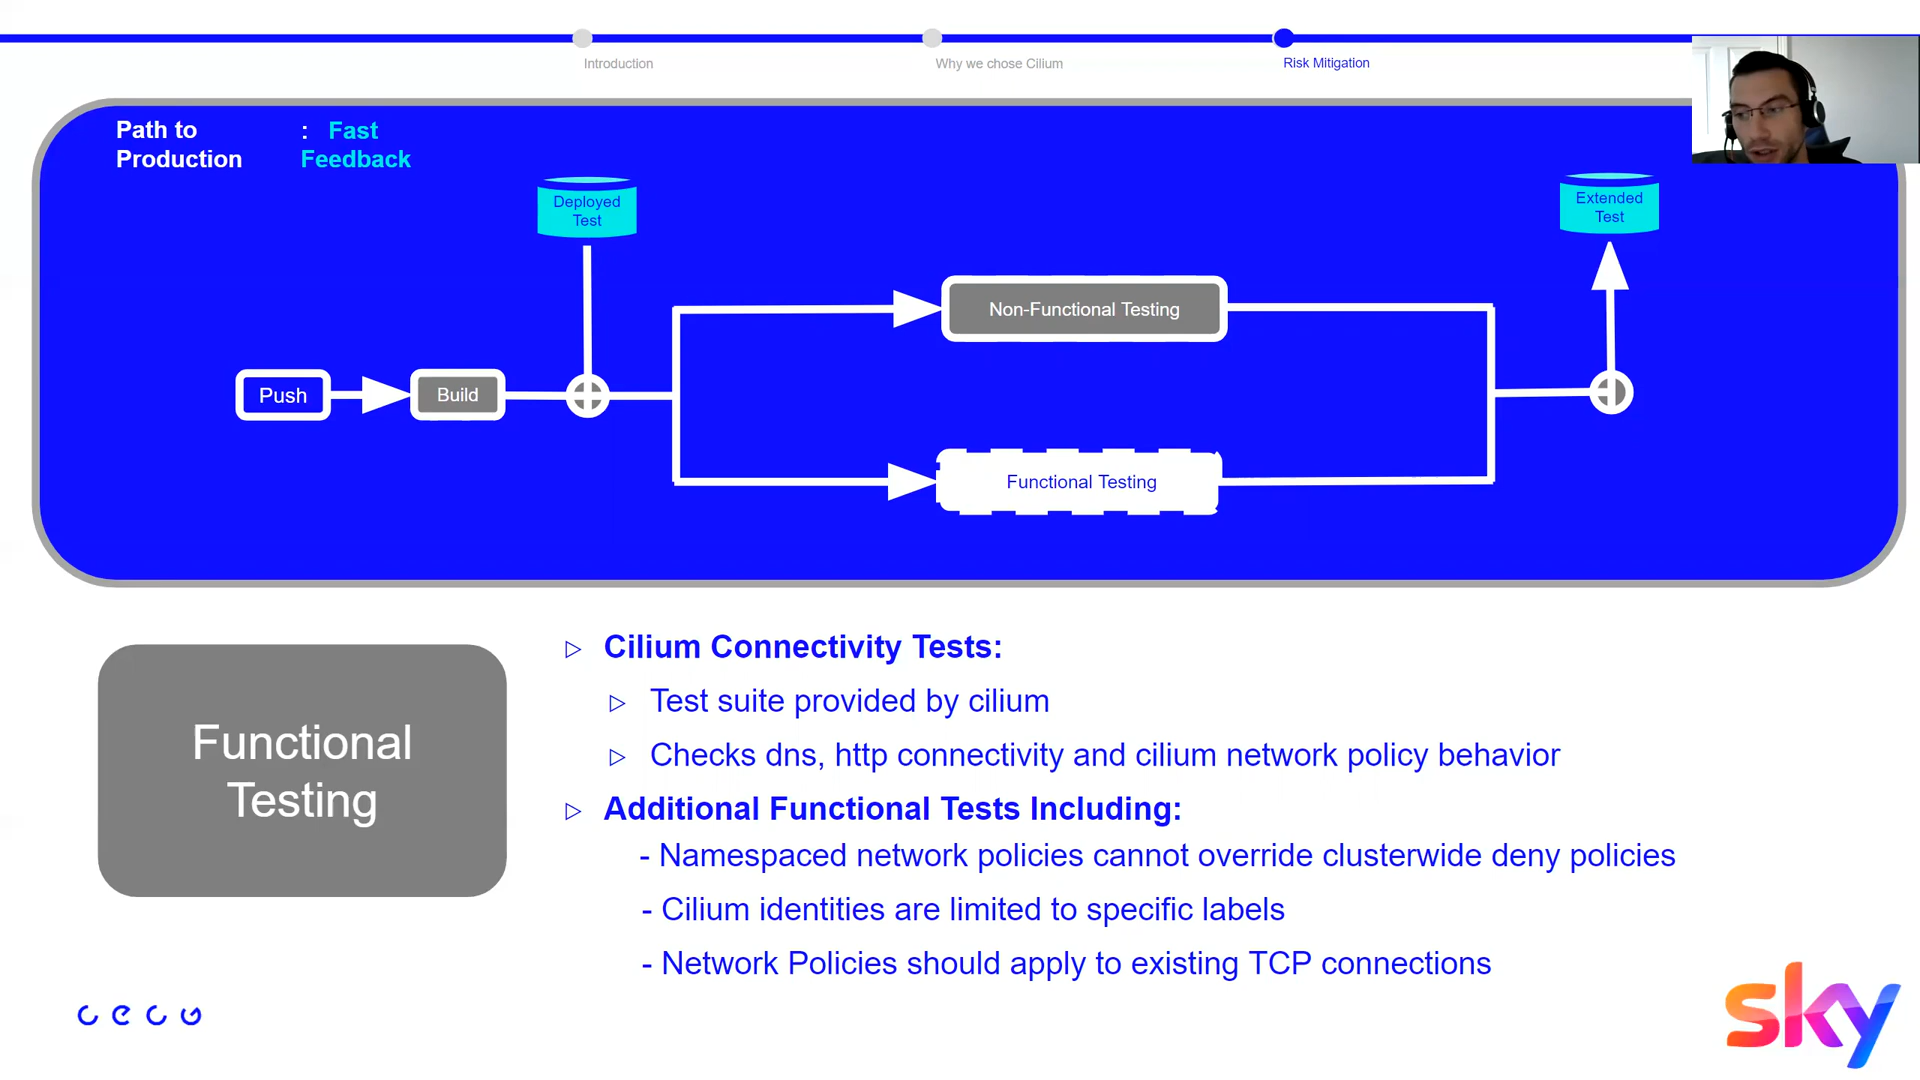 Introduction
Why we chose Cilium
Risk Mitigation
Path to : Fast
Production Feedback
Deployed
Test
Extended
Test
Non-Functional Testing
Push
Build
Functional Testing
Functional
Testing
Cilium Connectivity Tests:
Test suite provided by cilium
Checks dns, http connectivity and cilium network policy behavior
Additional Functional Tests Including:
- Namespaced network policies cannot override clusterwide deny policies
- Cilium identities are limited to specific labels
- Network Policies should apply to existing TCP connections
CECG
sky